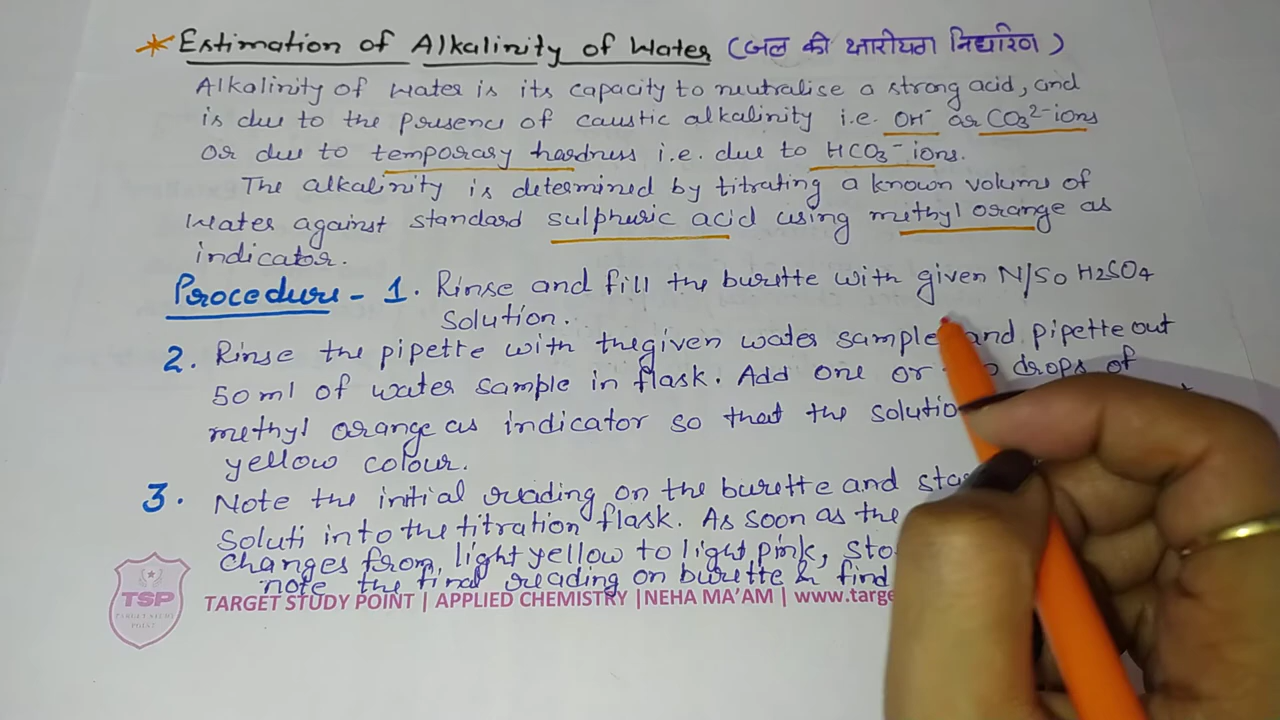 * Estimation of Alkalinity of Water (जल की क्षारीयता निर्धारण)
Alkalinity of water is its capacity to neutralise a strong acid, and
is due to the presence of caustic alkalinity i.e. OH⁻ or CO3²⁻ ions
or due to temporary hardness i.e. due to HCO3⁻ ions.
The alkalinity is determined by titrating a known volume of
water against standard sulphuric acid using methyl orange as
indicator.
Procedure - 1. Rinse and fill the burette with given N/50 H2SO4
solution.
2. Rinse the pipette with the given water sample and pipette out
50 ml of water sample in flask. Add one or drops of
methyl orange as indicator so that the
yellow colour.
3. Note the initial reading on the burette and
Soluti into the titration flask. As soon as the
changes from light yellow to light pink,
note the final reading on burette & find
TSP
TARGET STUDY
POINT
TARGET STUDY POINT | APPLIED CHEMISTRY | NEHA MA'AM |